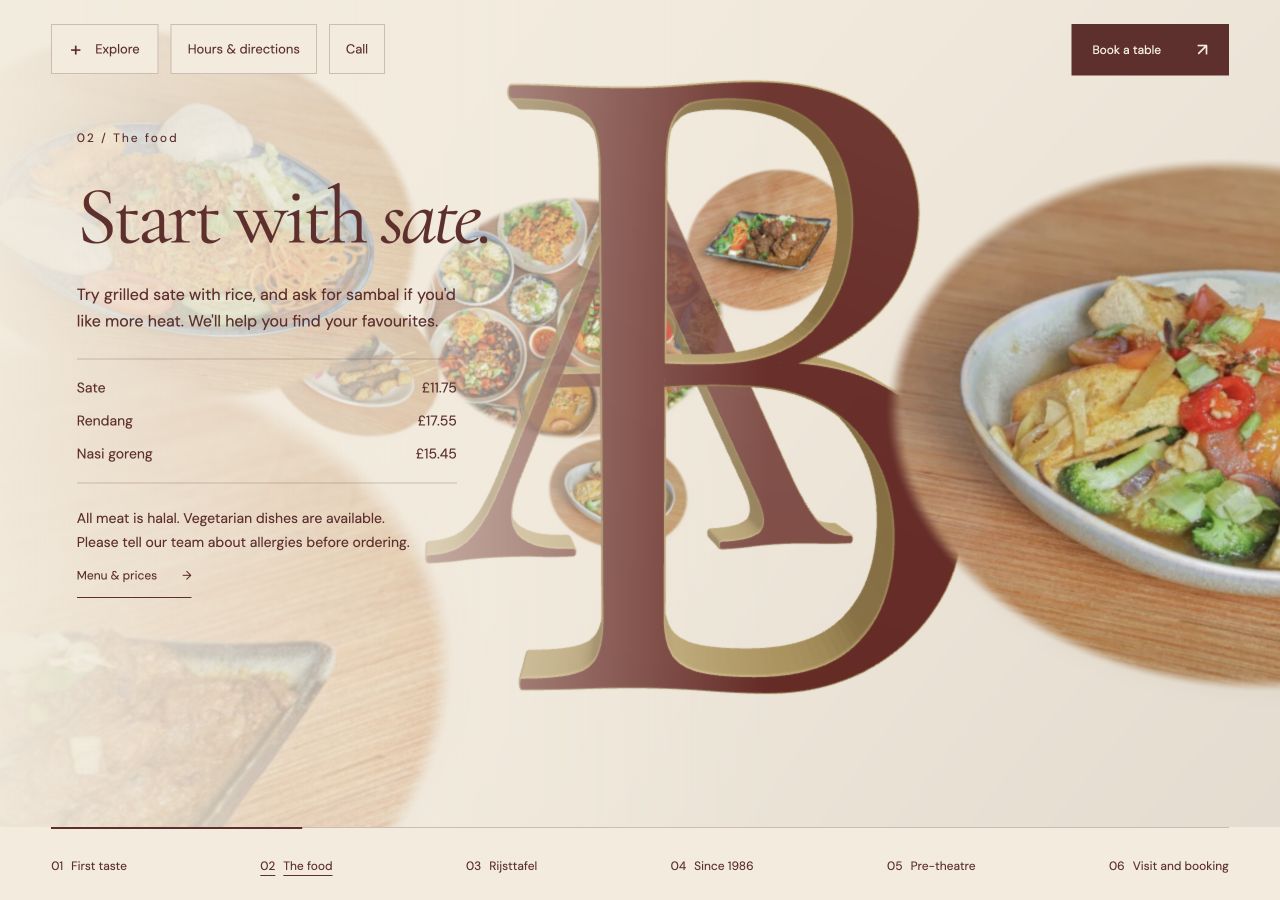 + Explore
Hours & directions
Call
Book a table
02 / The food
Start with sate.
Try grilled sate with rice, and ask for sambal if you'd
like more heat. We'll help you find your favourites.
Sate £11.75
Rendang £17.55
Nasi goreng £15.45
All meat is halal. Vegetarian dishes are available.
Please tell our team about allergies before ordering.
Menu & prices →
A B
01 First taste
02 The food
03 Rijsttafel
04 Since 1986
05 Pre-theatre
06 Visit and booking